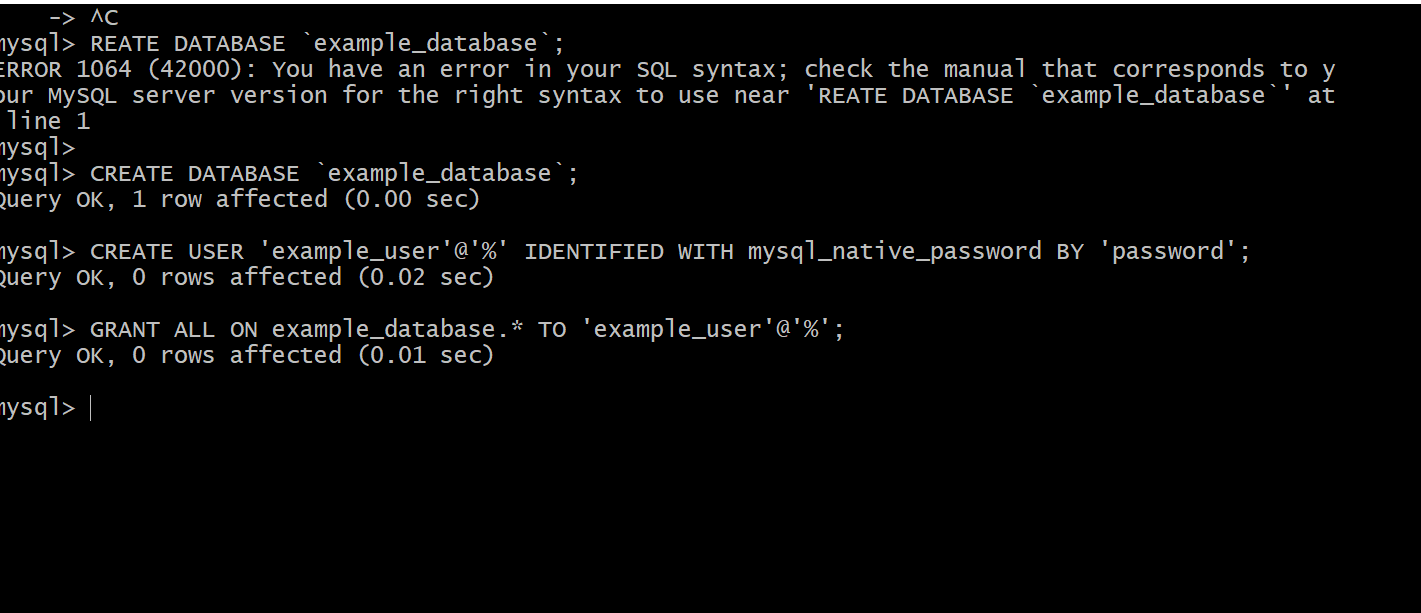 -> ^C
mysql> REATE DATABASE `example_database`;
ERROR 1064 (42000): You have an error in your SQL syntax; check the manual that corresponds to y
our MySQL server version for the right syntax to use near 'REATE DATABASE `example_database`' at
line 1
mysql>
mysql> CREATE DATABASE `example_database`;
Query OK, 1 row affected (0.00 sec)
mysql> CREATE USER 'example_user'@'%' IDENTIFIED WITH mysql_native_password BY 'password';
Query OK, 0 rows affected (0.02 sec)
mysql> GRANT ALL ON example_database.* TO 'example_user'@'%';
Query OK, 0 rows affected (0.01 sec)
mysql>